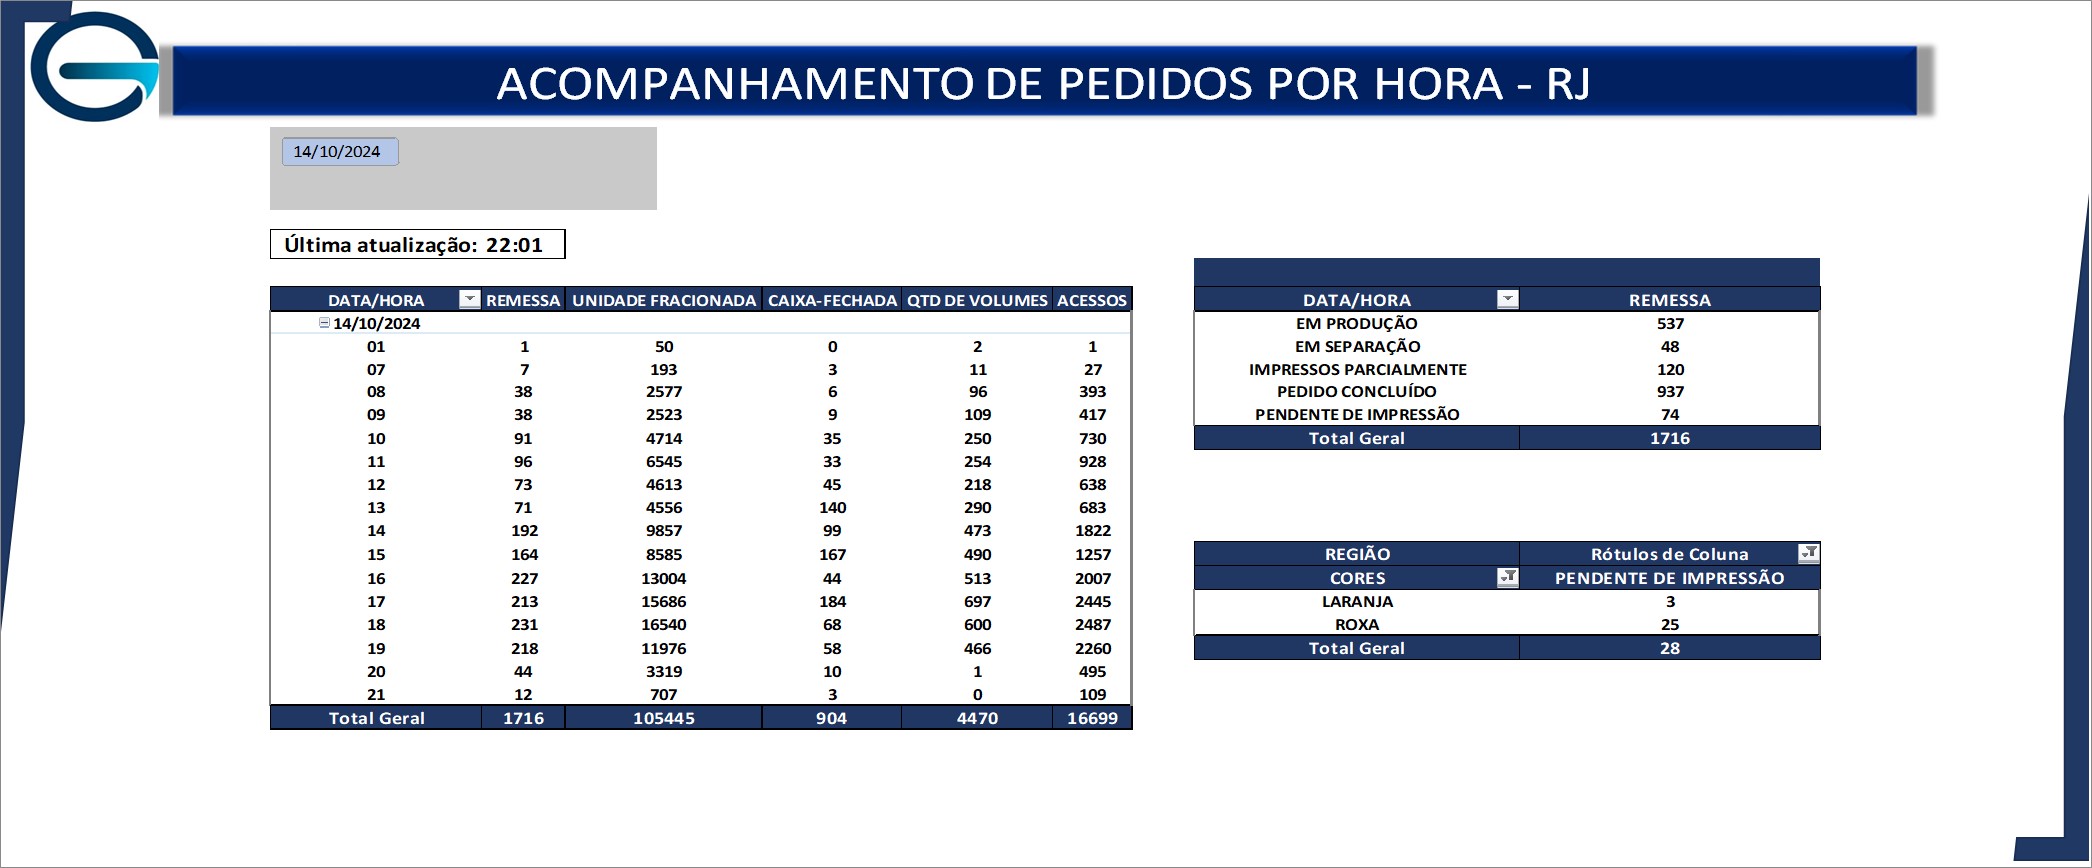 ACOMPANHAMENTO DE PEDIDOS POR HORA - RJ
14/10/2024
Última atualização: 22:01
DATA/HORA REMESSA UNIDADE FRACIONADA CAIXA-FECHADA QTD DE VOLUMES ACESSOS
14/10/2024
01 1 50 0 2 1
07 7 193 3 11 27
08 38 2577 6 96 393
09 38 2523 9 109 417
10 91 4714 35 250 730
11 96 6545 33 254 928
12 73 4613 45 218 638
13 71 4556 140 290 683
14 192 9857 99 473 1822
15 164 8585 167 490 1257
16 227 13004 44 513 2007
17 213 15686 184 697 2445
18 231 16540 68 600 2487
19 218 11976 58 466 2260
20 44 3319 10 1 495
21 12 707 3 0 109
Total Geral 1716 105445 904 4470 16699
DATA/HORA REMESSA
EM PRODUÇÃO 537
EM SEPARAÇÃO 48
IMPRESSOS PARCIALMENTE 120
PEDIDO CONCLUÍDO 937
PENDENTE DE IMPRESSÃO 74
Total Geral 1716
REGIÃO Rótulos de Coluna
CORES PENDENTE DE IMPRESSÃO
LARANJA 3
ROXA 25
Total Geral 28